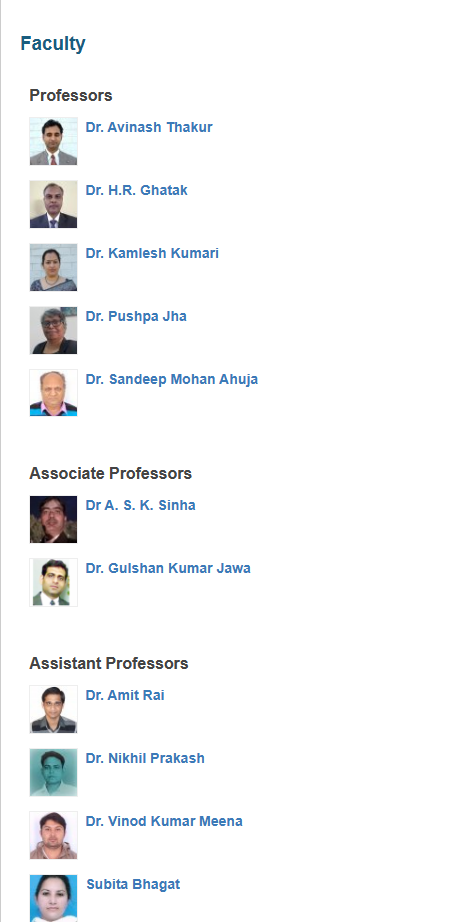 Faculty
Professors
Dr. Avinash Thakur
Dr. H.R. Ghatak
Dr. Kamlesh Kumari
Dr. Pushpa Jha
Dr. Sandeep Mohan Ahuja
Associate Professors
Dr A. S. K. Sinha
Dr. Gulshan Kumar Jawa
Assistant Professors
Dr. Amit Rai
Dr. Nikhil Prakash
Dr. Vinod Kumar Meena
Subita Bhagat